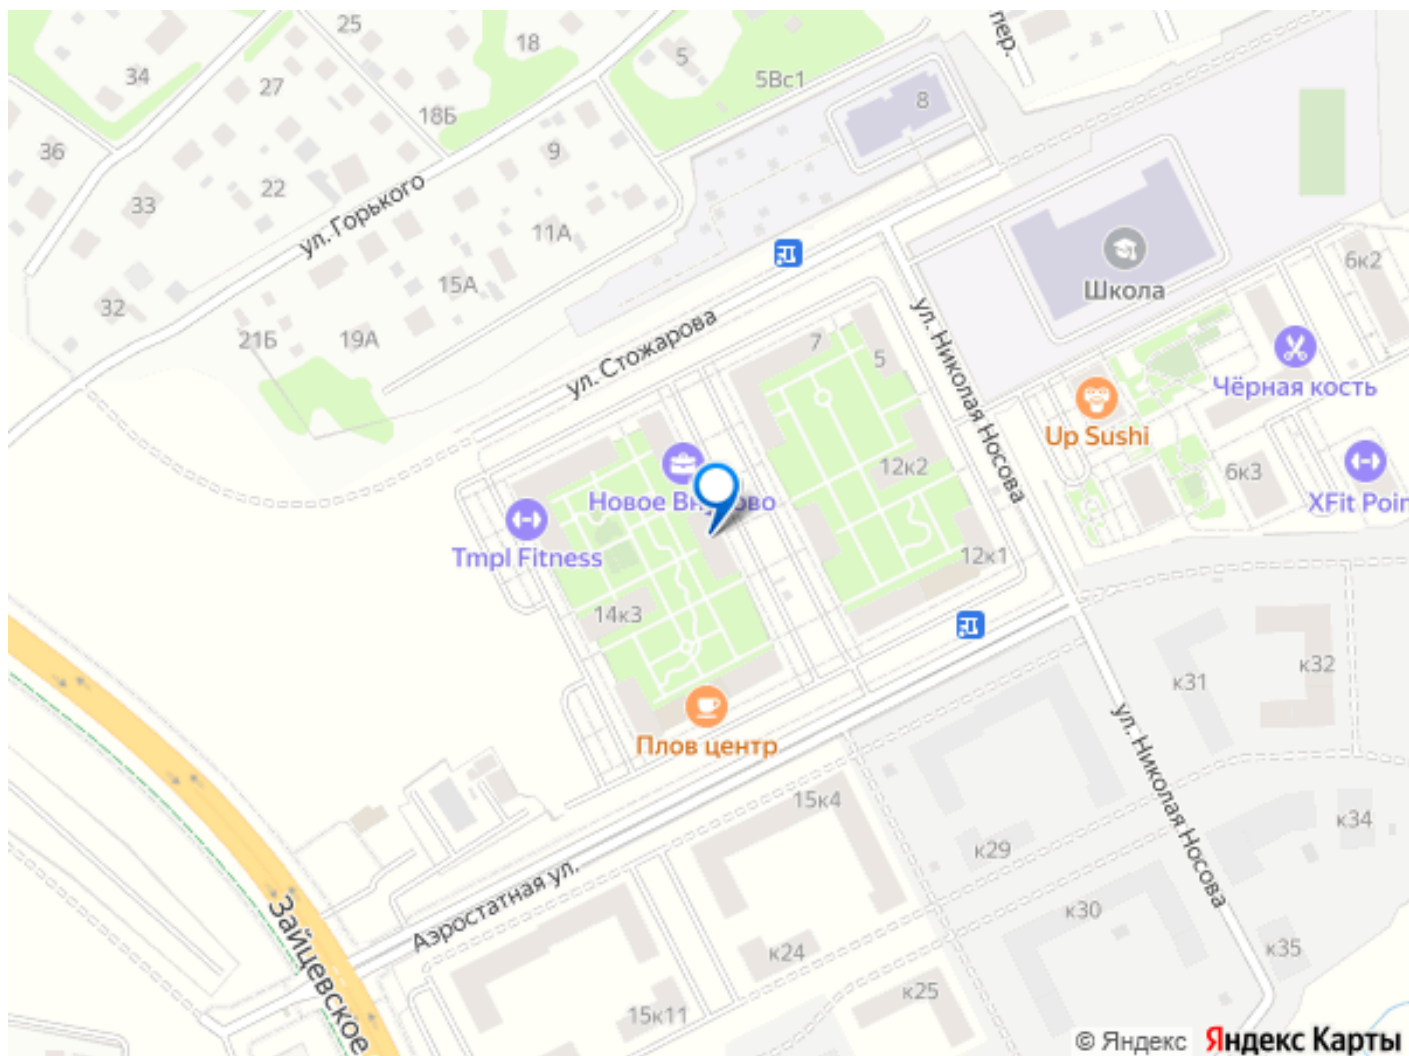 25
18
5
пер.
34
27
5Вс1
18Б
8
36
9
22
33
ул. Горького
11А
15А
32
Школа
6к2
21Б
19А
ул. Стожарова
7
5
ул. Николая Носова
Чёрная кость
Up Sushi
12к2
6к3
Новое Вн
ово
XFit Poin
Tmpl Fitness
12к1
14к3
к32
к31
Плов центр
ул. Николая Носова
15к4
к34
к29
Аэростатная ул.
Зайцевское
к30
к24
к35
к25
15к11
© Яндекс Яндекс Карты